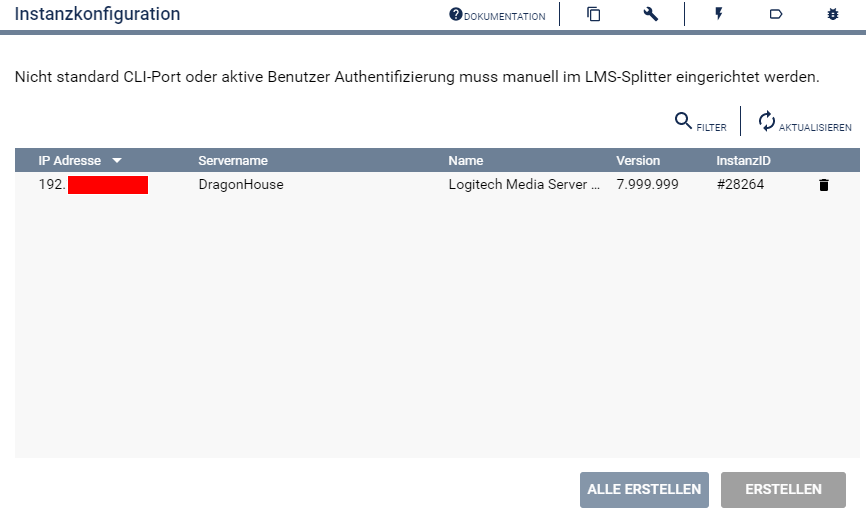 Instanzkonfiguration
DOKUMENTATION
Nicht standard CLI-Port oder aktive Benutzer Authentifizierung muss manuell im LMS-Splitter eingerichtet werden.
FILTER AKTUALISIEREN
IP Adresse Servername Name Version InstanzID
192. DragonHouse Logitech Media Server ... 7.999.999 #28264
ALLE ERSTELLEN ERSTELLEN